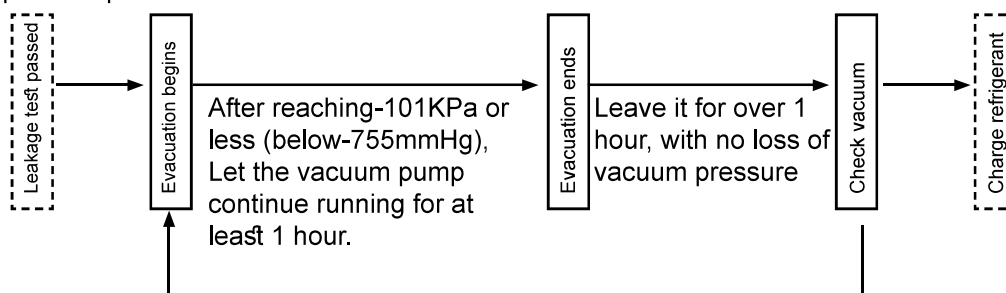 Leakage test passed
Evacuation begins
After reaching-101KPa or
less (below-755mmHg),
Let the vacuum pump
continue running for at
least 1 hour.
Evacuation ends
Leave it for over 1
hour, with no loss of
vacuum pressure
Check vacuum
Charge refrigerant